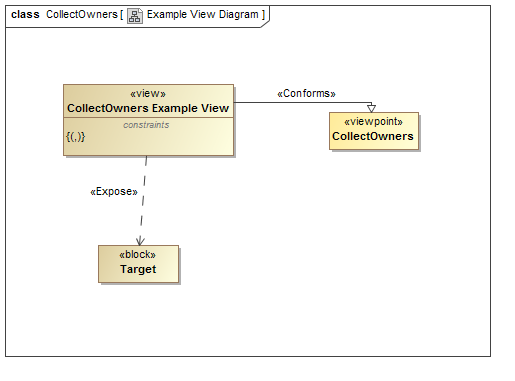 class CollectOwners [ Example View Diagram ]
«view»
CollectOwners Example View
constraints
{(,)}
«Conforms»
«viewpoint»
CollectOwners
«Expose»
«block»
Target